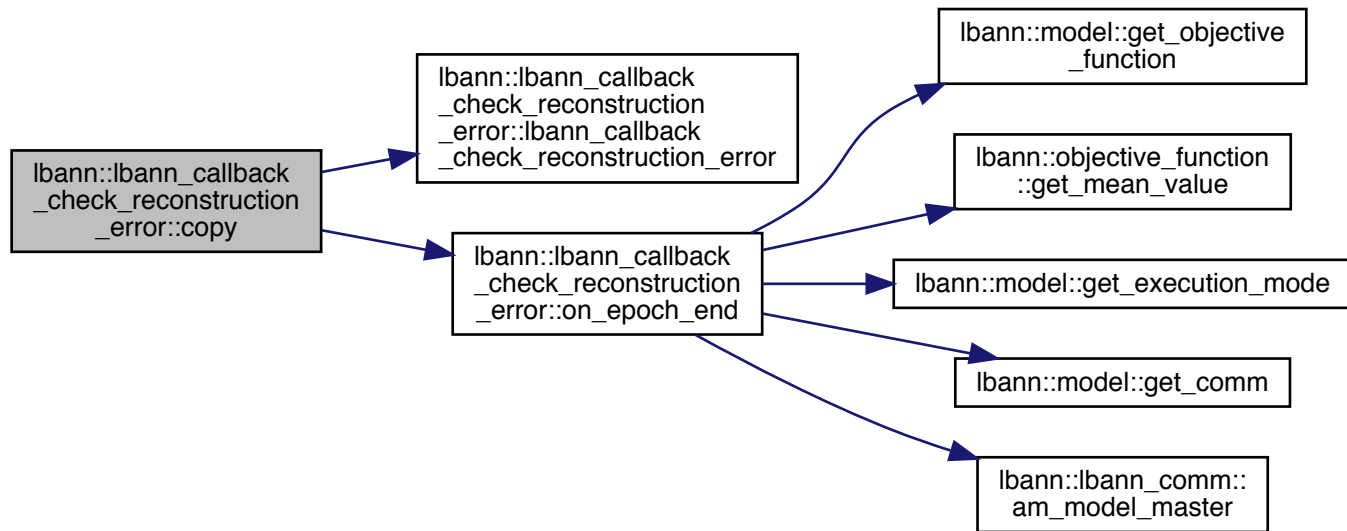 lbann::lbann_callback
_check_reconstruction
_error::copy
lbann::lbann_callback
_check_reconstruction
_error::lbann_callback
_check_reconstruction_error
lbann::lbann_callback
_check_reconstruction
_error::on_epoch_end
lbann::model::get_objective
_function
lbann::objective_function
::get_mean_value
lbann::model::get_execution_mode
lbann::model::get_comm
lbann::lbann_comm::
am_model_master